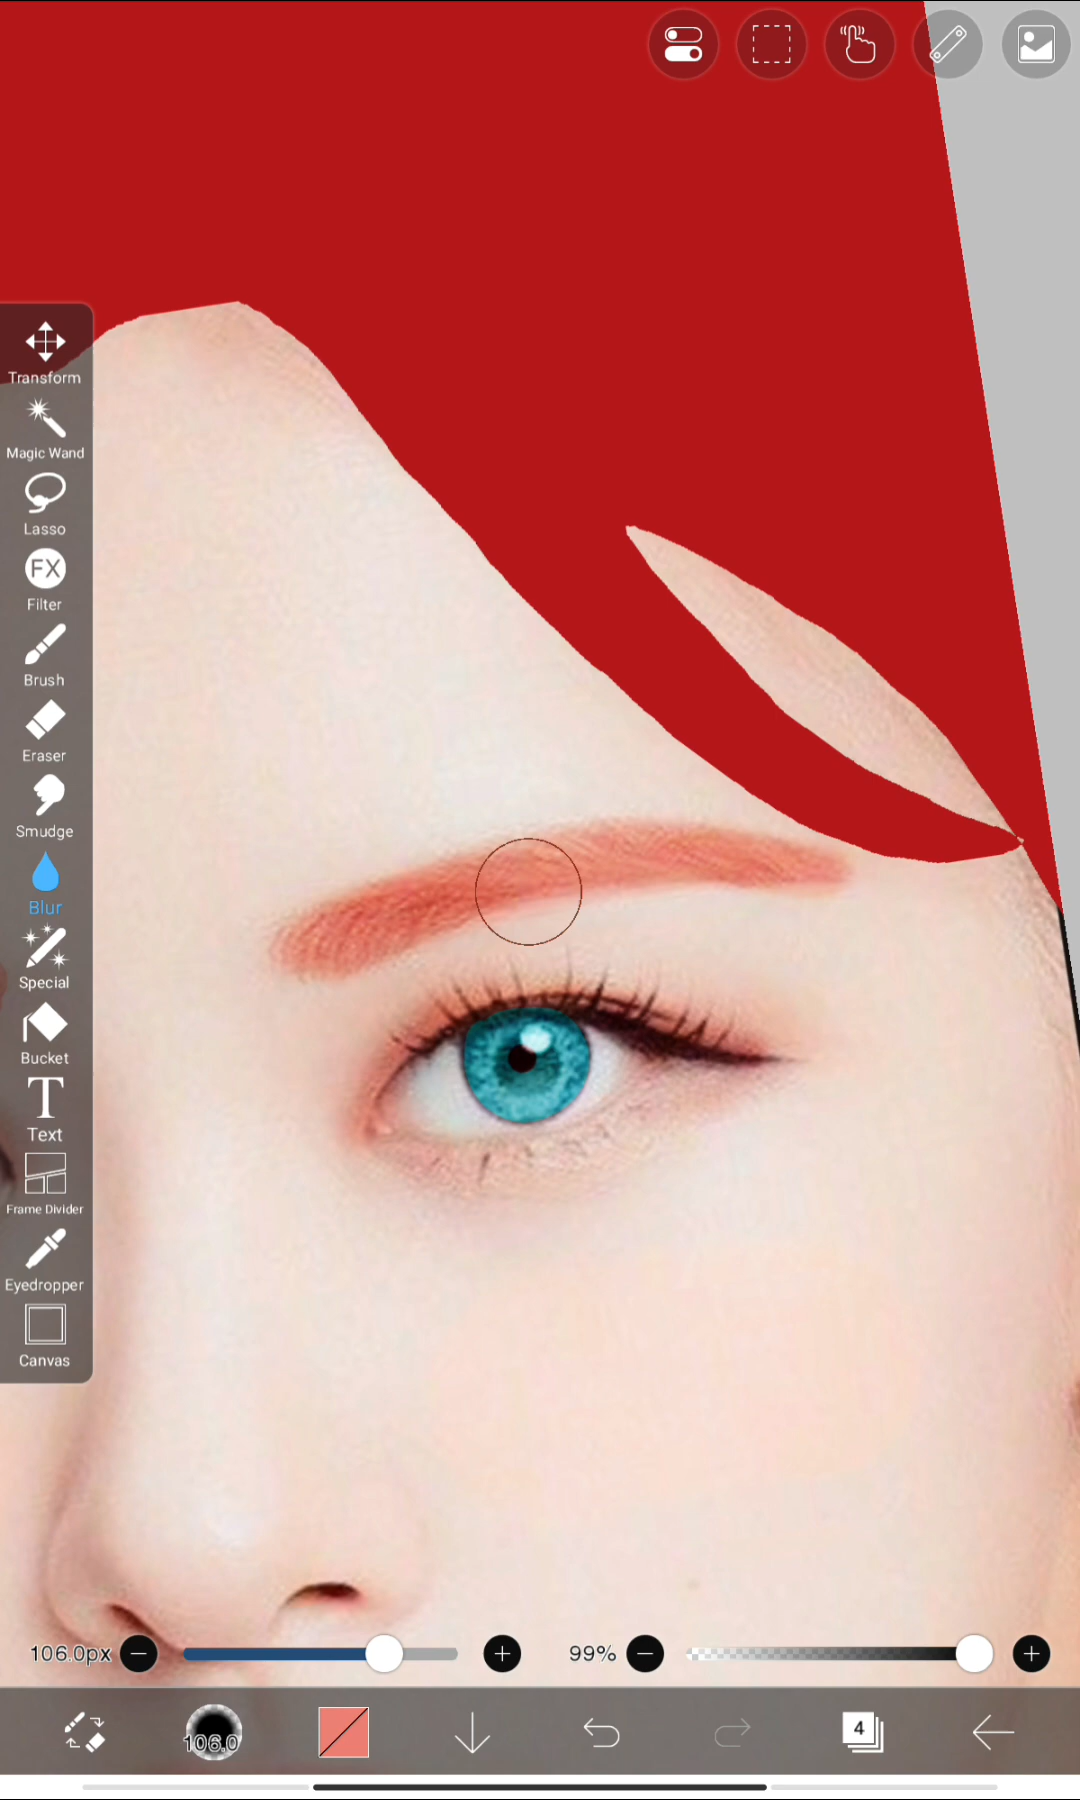 Transform
Magic Wand
Lasso
FX
Filter
Brush
Eraser
Smudge
Blur
Special
Bucket
T
Text
Frame Divider
Eyedropper
Canvas
106.0px
99%
106.0
4